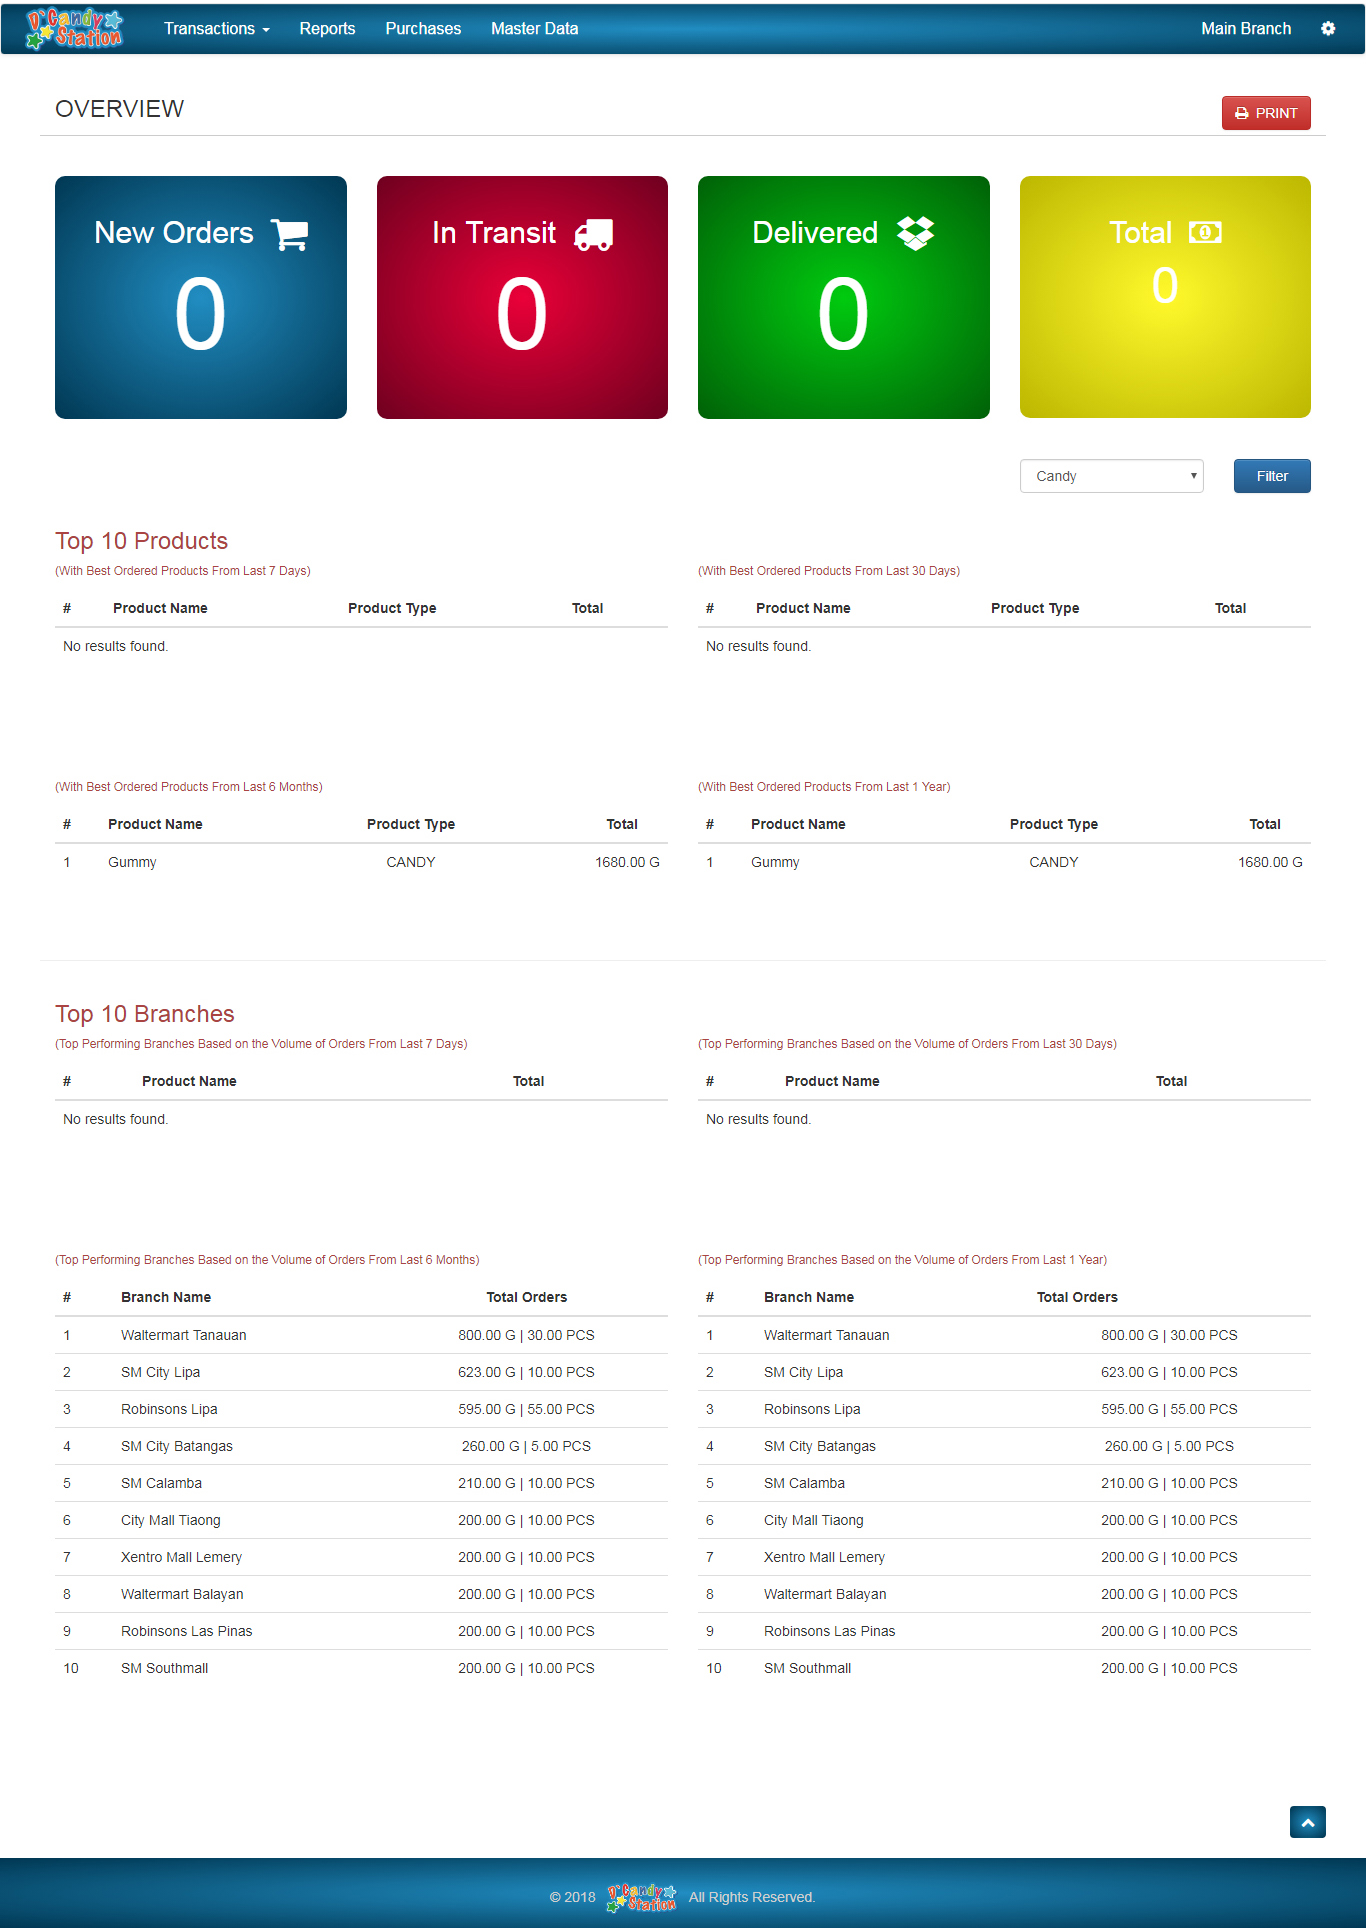 D'Candy Station Transactions Reports Purchases Master Data Main Branch
OVERVIEW
PRINT
New Orders
0
In Transit
0
Delivered
0
Total
0
Candy Filter
Top 10 Products
(With Best Ordered Products From Last 7 Days)
# Product Name Product Type Total
No results found.
(With Best Ordered Products From Last 30 Days)
# Product Name Product Type Total
No results found.
(With Best Ordered Products From Last 6 Months)
# Product Name Product Type Total
1 Gummy CANDY 1680.00 G
(With Best Ordered Products From Last 1 Year)
# Product Name Product Type Total
1 Gummy CANDY 1680.00 G
Top 10 Branches
(Top Performing Branches Based on the Volume of Orders From Last 7 Days)
# Product Name Total
No results found.
(Top Performing Branches Based on the Volume of Orders From Last 30 Days)
# Product Name Total
No results found.
(Top Performing Branches Based on the Volume of Orders From Last 6 Months)
# Branch Name Total Orders
1 Waltermart Tanauan 800.00 G | 30.00 PCS
2 SM City Lipa 623.00 G | 10.00 PCS
3 Robinsons Lipa 595.00 G | 55.00 PCS
4 SM City Batangas 260.00 G | 5.00 PCS
5 SM Calamba 210.00 G | 10.00 PCS
6 City Mall Tiaong 200.00 G | 10.00 PCS
7 Xentro Mall Lemery 200.00 G | 10.00 PCS
8 Waltermart Balayan 200.00 G | 10.00 PCS
9 Robinsons Las Pinas 200.00 G | 10.00 PCS
10 SM Southmall 200.00 G | 10.00 PCS
(Top Performing Branches Based on the Volume of Orders From Last 1 Year)
# Branch Name Total Orders
1 Waltermart Tanauan 800.00 G | 30.00 PCS
2 SM City Lipa 623.00 G | 10.00 PCS
3 Robinsons Lipa 595.00 G | 55.00 PCS
4 SM City Batangas 260.00 G | 5.00 PCS
5 SM Calamba 210.00 G | 10.00 PCS
6 City Mall Tiaong 200.00 G | 10.00 PCS
7 Xentro Mall Lemery 200.00 G | 10.00 PCS
8 Waltermart Balayan 200.00 G | 10.00 PCS
9 Robinsons Las Pinas 200.00 G | 10.00 PCS
10 SM Southmall 200.00 G | 10.00 PCS
© 2018 D'Candy Station All Rights Reserved.